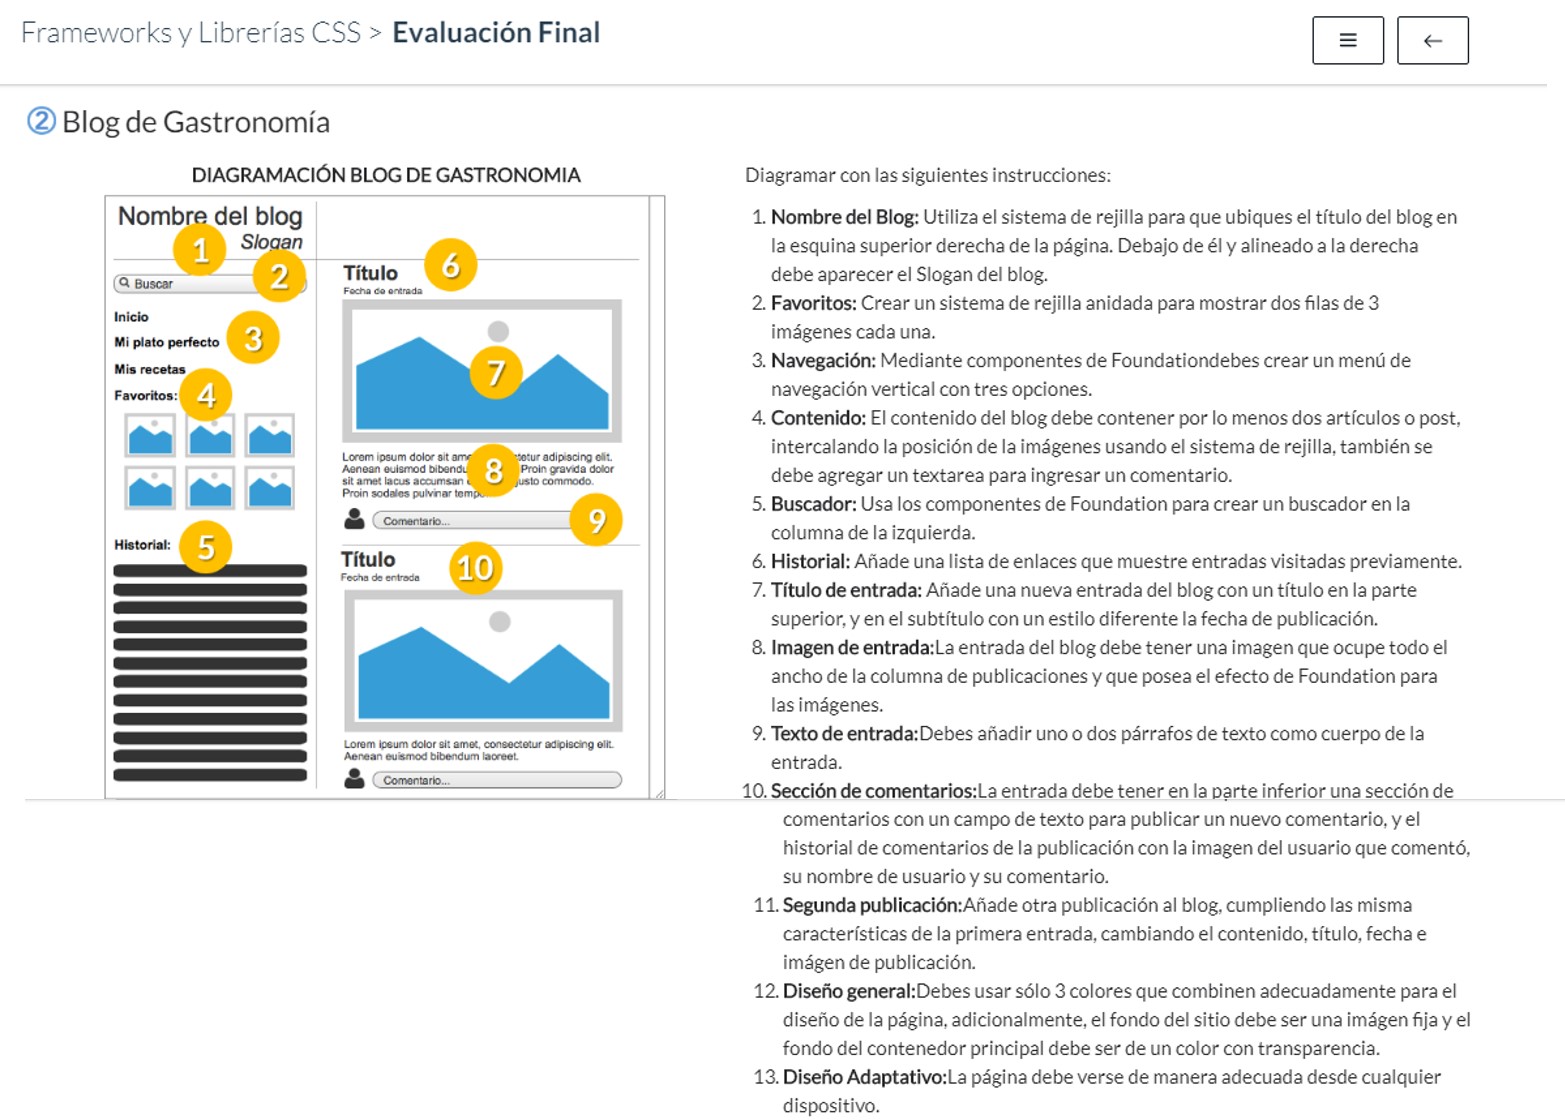 Frameworks y Librerías CSS > Evaluación Final
② Blog de Gastronomía
DIAGRAMACIÓN BLOG DE GASTRONOMIA
Nombre del blog
Slogan
1
2
Buscar
Inicio
Mi plato perfecto
3
Mis recetas
Favoritos:
4
Historial:
5
Título
6
Fecha de entrada
7
Lorem ipsum dolor sit ame tetur adipiscing elit.
Aenean euismod bibendu Proin gravida dolor
sit amet lacus accumsan usto commodo.
Proin sodales pulvinar temp
8
Comentario...
9
Título
10
Fecha de entrada
Lorem ipsum dolor sit amet, consectetur adipiscing elit.
Aenean euismod bibendum laoreet.
Comentario...
Diagramar con las siguientes instrucciones:
1. Nombre del Blog: Utiliza el sistema de rejilla para que ubiques el título del blog en
la esquina superior derecha de la página. Debajo de él y alineado a la derecha
debe aparecer el Slogan del blog.
2. Favoritos: Crear un sistema de rejilla anidada para mostrar dos filas de 3
imágenes cada una.
3. Navegación: Mediante componentes de Foundationdebes crear un menú de
navegación vertical con tres opciones.
4. Contenido: El contenido del blog debe contener por lo menos dos artículos o post,
intercalando la posición de la imágenes usando el sistema de rejilla, también se
debe agregar un textarea para ingresar un comentario.
5. Buscador: Usa los componentes de Foundation para crear un buscador en la
columna de la izquierda.
6. Historial: Añade una lista de enlaces que muestre entradas visitadas previamente.
7. Título de entrada: Añade una nueva entrada del blog con un título en la parte
superior, y en el subtítulo con un estilo diferente la fecha de publicación.
8. Imagen de entrada:La entrada del blog debe tener una imagen que ocupe todo el
ancho de la columna de publicaciones y que posea el efecto de Foundation para
las imágenes.
9. Texto de entrada:Debes añadir uno o dos párrafos de texto como cuerpo de la
entrada.
10. Sección de comentarios:La entrada debe tener en la parte inferior una sección de
comentarios con un campo de texto para publicar un nuevo comentario, y el
historial de comentarios de la publicación con la imagen del usuario que comentó,
su nombre de usuario y su comentario.
11. Segunda publicación:Añade otra publicación al blog, cumpliendo las misma
características de la primera entrada, cambiando el contenido, título, fecha e
imágen de publicación.
12. Diseño general:Debes usar sólo 3 colores que combinen adecuadamente para el
diseño de la página, adicionalmente, el fondo del sitio debe ser una imágen fija y el
fondo del contenedor principal debe ser de un color con transparencia.
13. Diseño Adaptativo:La página debe verse de manera adecuada desde cualquier
dispositivo.